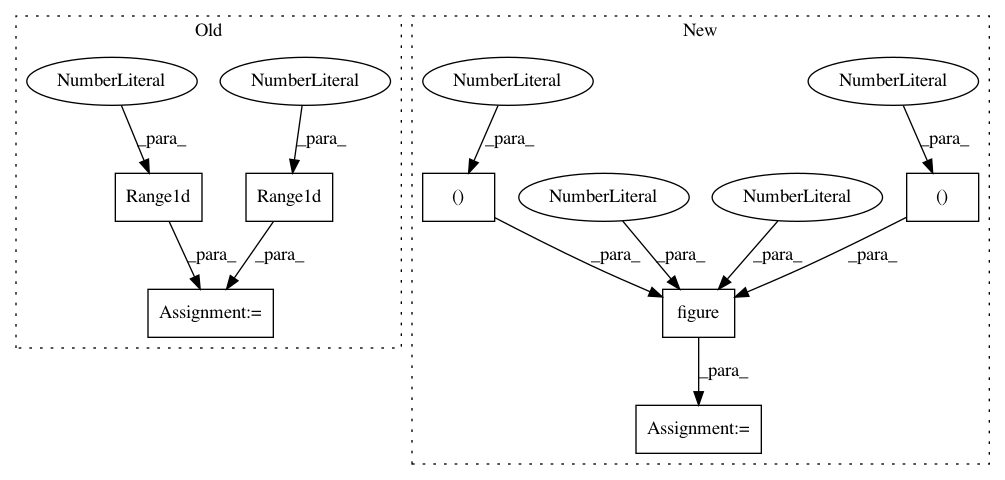 Old
New
NumberLiteral
NumberLiteral
NumberLiteral
NumberLiteral
_para_
_para_
_para_
_para_
Range1d
Range1d
()
NumberLiteral
NumberLiteral
()
_para_
_para_
_para_
_para_
_para_
_para_
Assignment:=
figure
_para_
Assignment:=